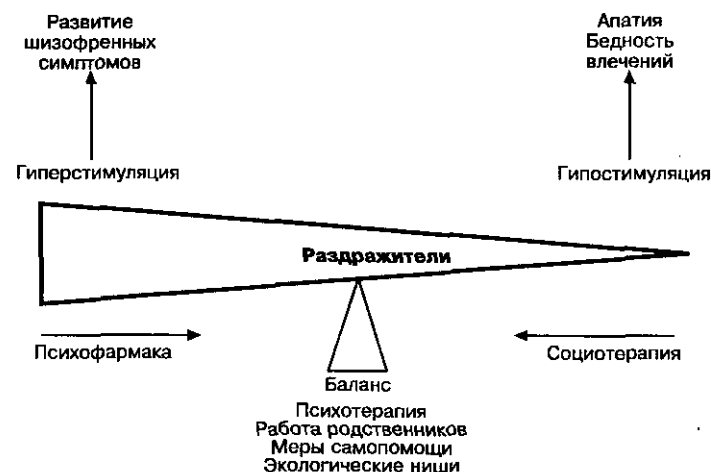 Развитие
шизофренных
симптомов
Апатия
Бедность
влечений
Гиперстимуляция
Гипостимуляция
Раздражители
Психофармака
Социотерапия
Баланс
Психотерапия
Работа родственников
Меры самопомощи
Экологические ниши